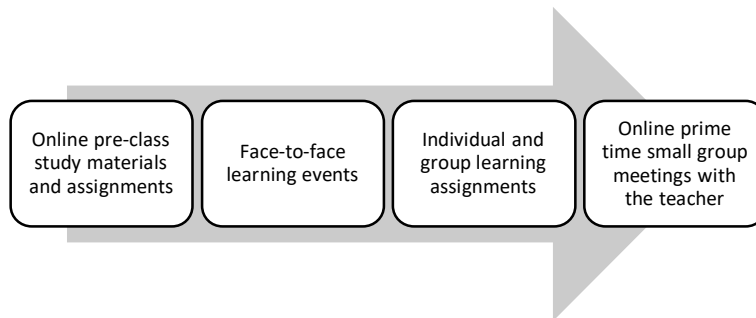 Online pre-class
study materials
and assignments
Face-to-face
learning events
Individual and
group learning
assignments
Online prime
time small group
meetings with
the teacher